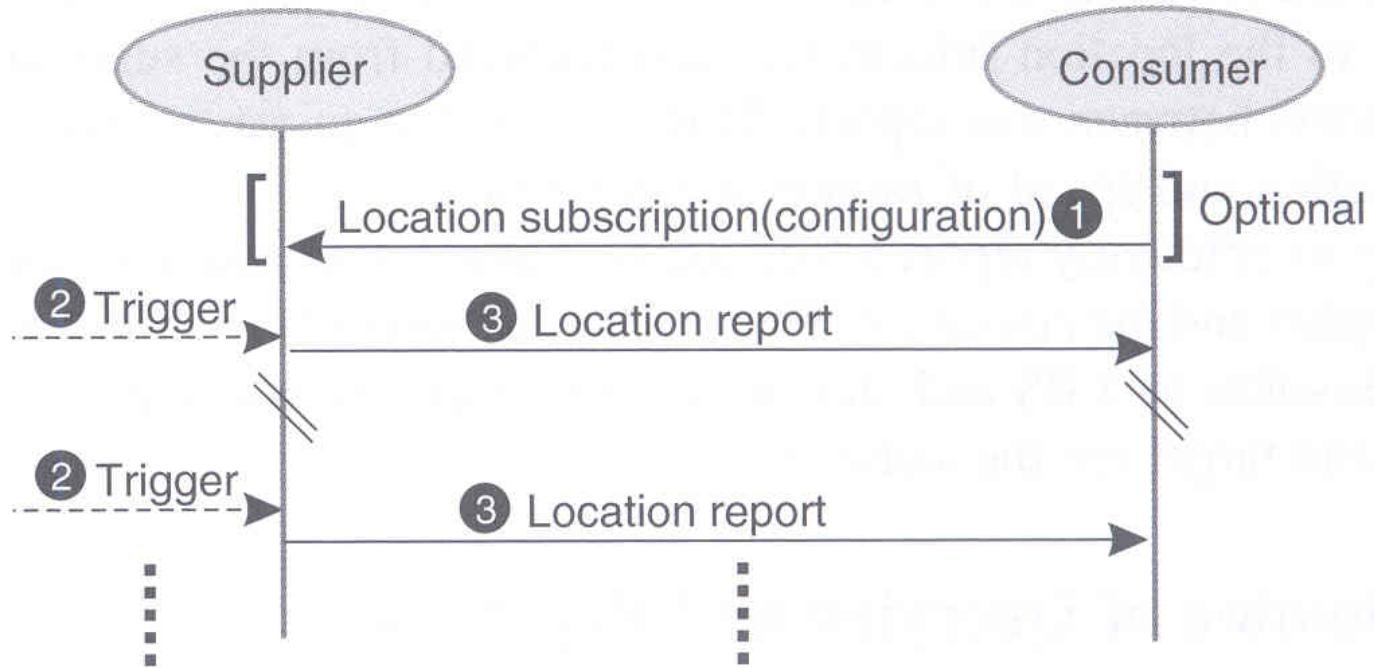 Supplier
Consumer
Location subscription(configuration) 1
Optional
2 Trigger
3 Location report
2 Trigger
3 Location report